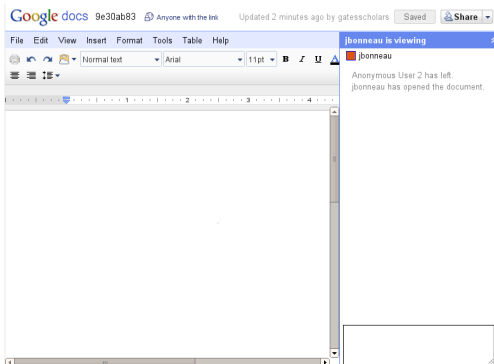 Google docs 9e30ab83 Anyone with the link Updated 2 minutes ago by gatesscholars Saved Share
File Edit View Insert Format Tools Table Help
jbonneau is viewing
jbonneau
Normal text Arial 11pt B I U A
Anonymous User 2 has left.
jbonneau has opened the document.
1 2 3 4